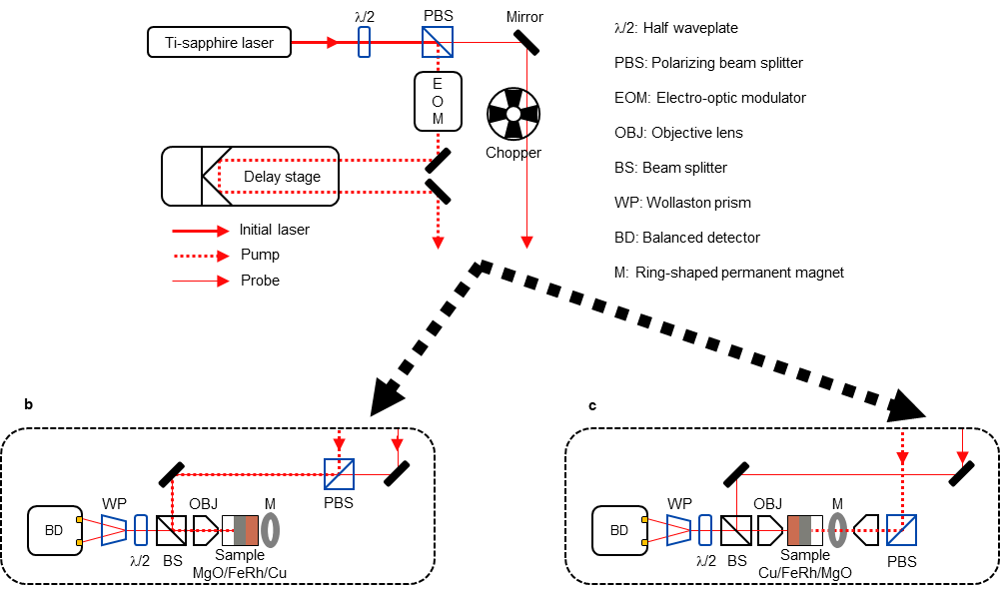 λ/2
PBS
Mirror
Ti-sapphire laser
E
O
M
Chopper
Delay stage
Initial laser
Pump
Probe
λ/2: Half waveplate
PBS: Polarizing beam splitter
EOM: Electro-optic modulator
OBJ: Objective lens
BS: Beam splitter
WP: Wollaston prism
BD: Balanced detector
M: Ring-shaped permanent magnet
b
PBS
WP
OBJ
M
BD
λ/2
BS
Sample
MgO/FeRh/Cu
c
WP
OBJ
M
BD
λ/2
BS
Sample
Cu/FeRh/MgO
PBS